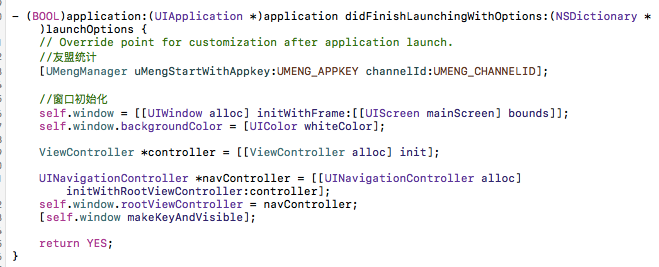 - (BOOL)application:(UIApplication *)application didFinishLaunchingWithOptions:(NSDictionary *
)launchOptions {
// Override point for customization after application launch.
//友盟统计
[UMengManager uMengStartWithAppkey:UMENG_APPKEY channelId:UMENG_CHANNELID];
//窗口初始化
self.window = [[UIWindow alloc] initWithFrame:[[UIScreen mainScreen] bounds]];
self.window.backgroundColor = [UIColor whiteColor];
ViewController *controller = [[ViewController alloc] init];
UINavigationController *navController = [[UINavigationController alloc]
initWithRootViewController:controller];
self.window.rootViewController = navController;
[self.window makeKeyAndVisible];
return YES;
}